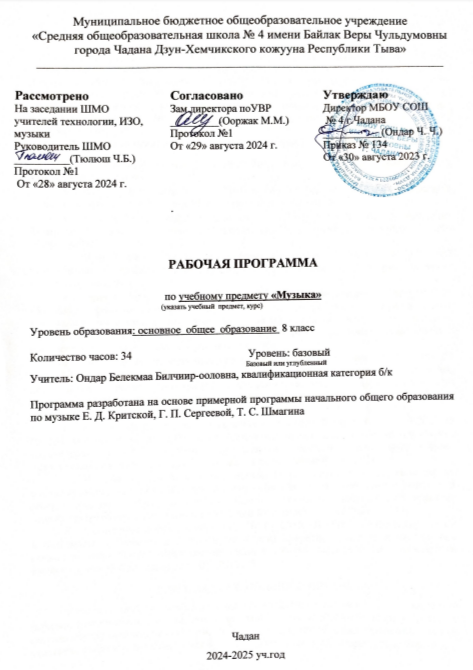 Муниципальное бюджетное общеобразовательное учреждение
«Средняя общеобразовательная школа № 4 имени Байлак Веры Чульдумовны
города Чадана Дзун-Хемчикского кожууна Республики Тыва»
Рассмотрено
На заседании ШМО
учителей технологии, ИЗО,
музыки
Руководитель ШМО
(Тюлюш Ч.Б.)
Протокол №1
От «28» августа 2024 г.
Согласовано
Зам.директора поУВР
(Ооржак М.М.)
Протокол №1
От «29» августа 2024 г.
Утверждаю
Директор МБОУ СОШ
№ 4 г.Чадана
(Ондар Ч. Ч.)
Приказ № 134
От «30» августа 2023 г.
РАБОЧАЯ ПРОГРАММА
по учебному предмету «Музыка»
(указать учебный предмет, курс)
Уровень образования: основное общее образование 8 класс
Количество часов: 34 Уровень: базовый
Базовый или углубленный
Учитель: Ондар Белекмаа Билчиир-ооловна, квалификационная категория б/к
Программа разработана на основе примерной программы начального общего образования
по музыке Е. Д. Критской, Г. П. Сергеевой, Т. С. Шмагина
Чадан
2024-2025 уч.год